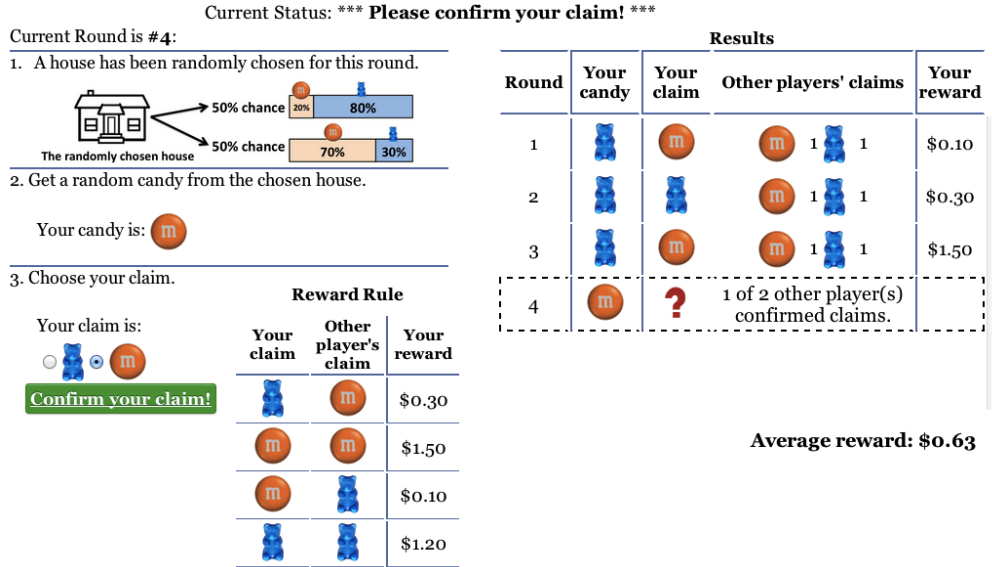 Current Status: *** Please confirm your claim! ***
Current Round is #4:
1. A house has been randomly chosen for this round.
m
50% chance 20% 80%
m
50% chance 70% 30%
The randomly chosen house
2. Get a random candy from the chosen house.
Your candy is: m
3. Choose your claim.
Your claim is:
m
Confirm your claim!
Reward Rule
Your claim Other player's claim Your reward
m $0.30
m m $1.50
m $0.10
$1.20
Results
Round Your candy Your claim Other players' claims Your reward
1 m m 1 1 $0.10
2 m 1 1 $0.30
3 m m 1 1 $1.50
4 m ? 1 of 2 other player(s) confirmed claims.
Average reward: $0.63